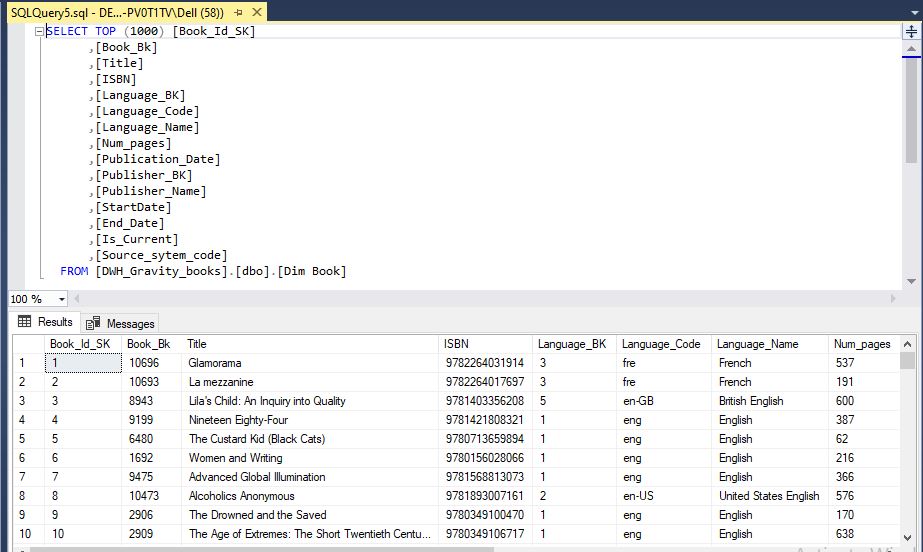 SQLQuery5.sql - DE...-PV0T1TV\Dell (58))
SELECT TOP (1000) [Book_Id_SK]
,[Book_Bk]
,[Title]
,[ISBN]
,[Language_BK]
,[Language_Code]
,[Language_Name]
,[Num_pages]
,[Publication_Date]
,[Publisher_BK]
,[Publisher_Name]
,[StartDate]
,[End_Date]
,[Is_Current]
,[Source_sytem_code]
FROM [DWH_Gravity_books].[dbo].[Dim Book]
100 %
Results Messages
Book_Id_SK Book_Bk Title ISBN Language_BK Language_Code Language_Name Num_pages
1 1 10696 Glamorama 9782264031914 3 fre French 537
2 2 10693 La mezzanine 9782264017697 3 fre French 191
3 3 8943 Lila's Child: An Inquiry into Quality 9781403356208 5 en-GB British English 600
4 4 9199 Nineteen Eighty-Four 9781421808321 1 eng English 387
5 5 6480 The Custard Kid (Black Cats) 9780713659894 1 eng English 62
6 6 1692 Women and Writing 9780156028066 1 eng English 216
7 7 9475 Advanced Global Illumination 9781568813073 1 eng English 366
8 8 10473 Alcoholics Anonymous 9781893007161 2 en-US United States English 576
9 9 2906 The Drowned and the Saved 9780349100470 1 eng English 170
10 10 2909 The Age of Extremes: The Short Twentieth Centu... 9780349106717 1 eng English 638